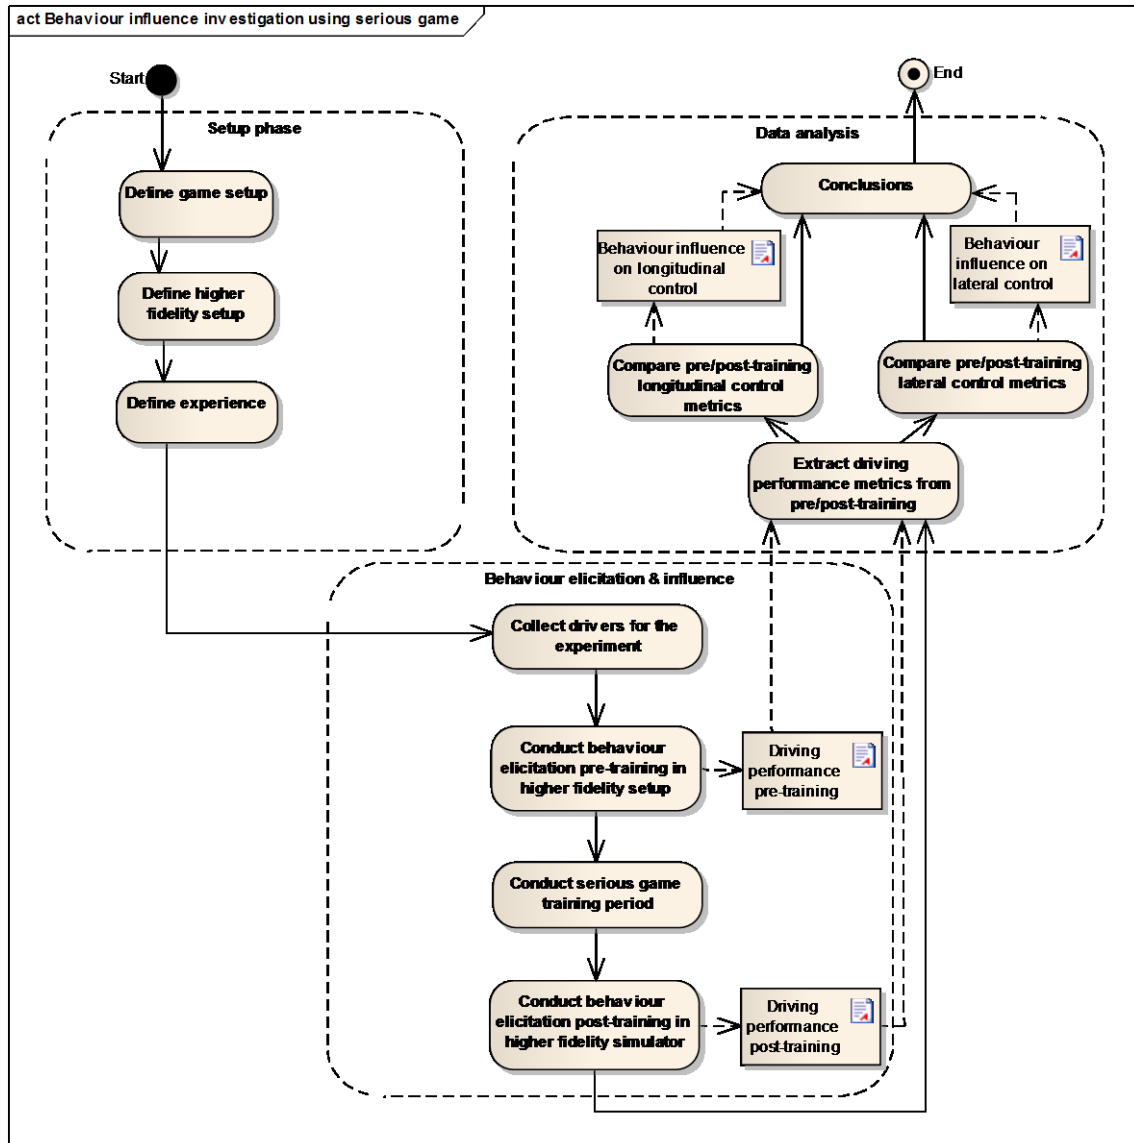 act Behaviour influence investigation using serious game
Start
End
Setup phase
Define game setup
Define higher
fidelity setup
Define experience
Data analysis
Conclusions
Behaviour influence
on longitudinal
control
Behaviour
influence on
lateral control
Compare pre/post-training
longitudinal control
metrics
Compare pre/post-training
lateral control metrics
Extract driving
performance metrics from
pre/post-training
Behaviour elicitation & influence
Collect drivers for the
experiment
Conduct behaviour
elicitation pre-training in
higher fidelity setup
Driving
performance
pre-training
Conduct serious game
training period
Conduct behaviour
elicitation post-training in
higher fidelity simulator
Driving
performance
post-training